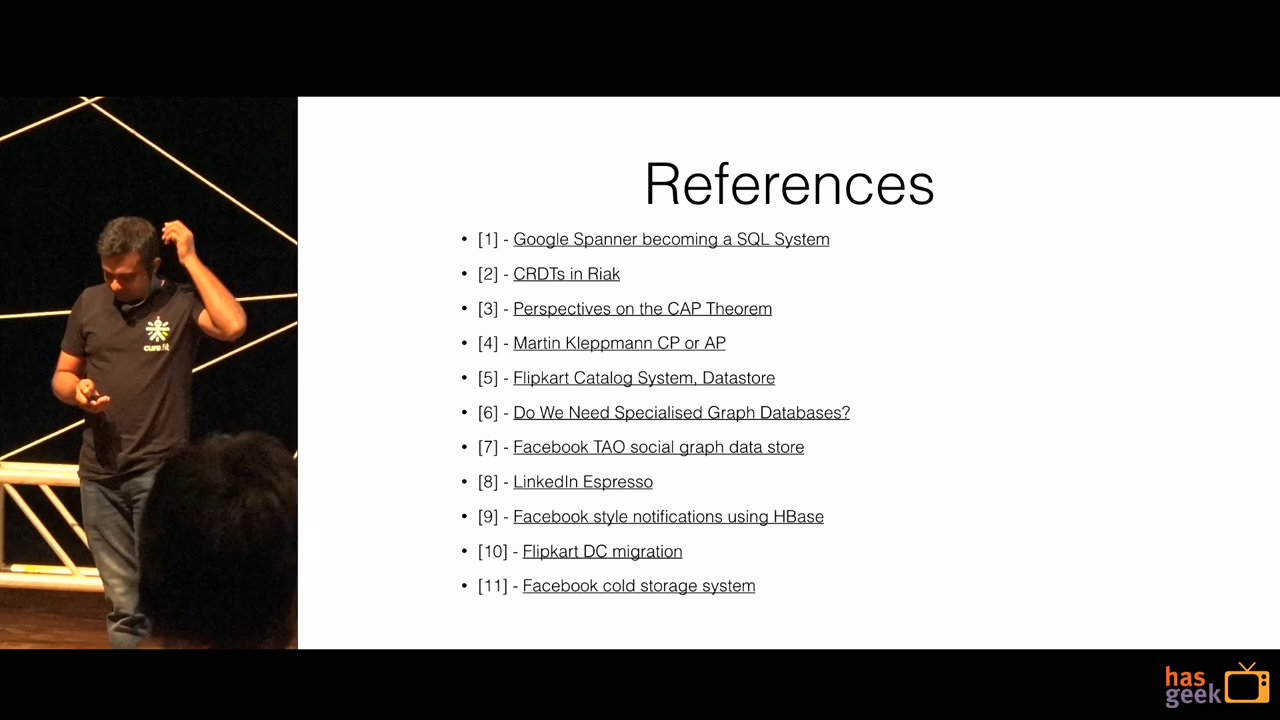 References
• [1] - Google Spanner becoming a SQL System
• [2] - CRDTs in Riak
• [3] - Perspectives on the CAP Theorem
• [4] - Martin Kleppmann CP or AP
• [5] - Flipkart Catalog System, Datastore
• [6] - Do We Need Specialised Graph Databases?
• [7] - Facebook TAO social graph data store
• [8] - LinkedIn Espresso
• [9] - Facebook style notifications using HBase
• [10] - Flipkart DC migration
• [11] - Facebook cold storage system
cure.fit
has
geek